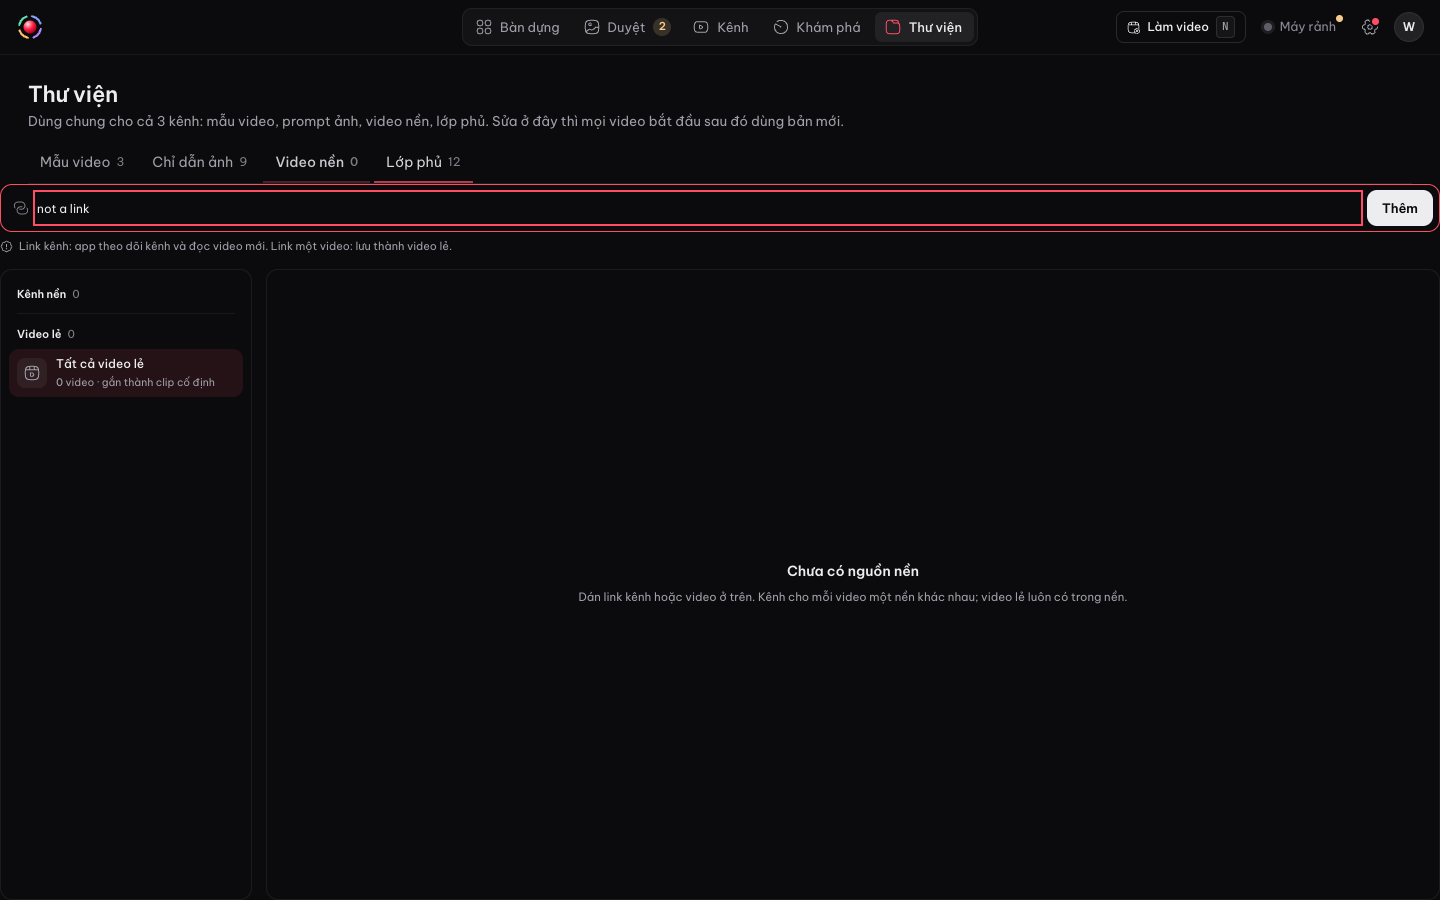 Bàn dựng
Duyệt 2
Kênh
Khám phá
Thư viện
Làm video N
Máy rảnh
W
Thư viện
Dùng chung cho cả 3 kênh: mẫu video, prompt ảnh, video nền, lớp phủ. Sửa ở đây thì mọi video bắt đầu sau đó dùng bản mới.
Mẫu video 3
Chỉ dẫn ảnh 9
Video nền 0
Lớp phủ 12
not a link
Thêm
Link kênh: app theo dõi kênh và đọc video mới. Link một video: lưu thành video lẻ.
Kênh nền 0
Video lẻ 0
Tất cả video lẻ
0 video · gắn thành clip cố định
Chưa có nguồn nền
Dán link kênh hoặc video ở trên. Kênh cho mỗi video một nền khác nhau; video lẻ luôn có trong nền.